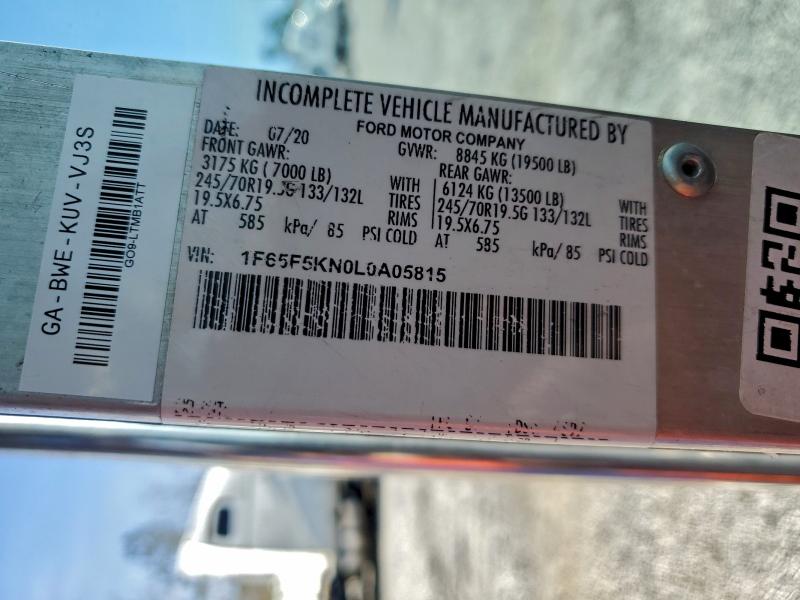 GA-BWE-KUV-VJ3S
GO9-LTMB1ATT
INCOMPLETE VEHICLE MANUFACTURED BY
FORD MOTOR COMPANY
DATE: 07/20 GVWR: 8845 KG (19500 LB)
FRONT GAWR:
3175 KG ( 7000 LB) WITH
245/70R19.5G 133/132L TIRES
19.5X6.75 RIMS
AT 585 kPa/ 85 PSI COLD
REAR GAWR:
6124 KG (13500 LB) WITH
245/70R19.5G 133/132L TIRES
19.5X6.75 RIMS
AT 585 kPa/ 85 PSI COLD
VIN: 1F65F5KN0L0A05815